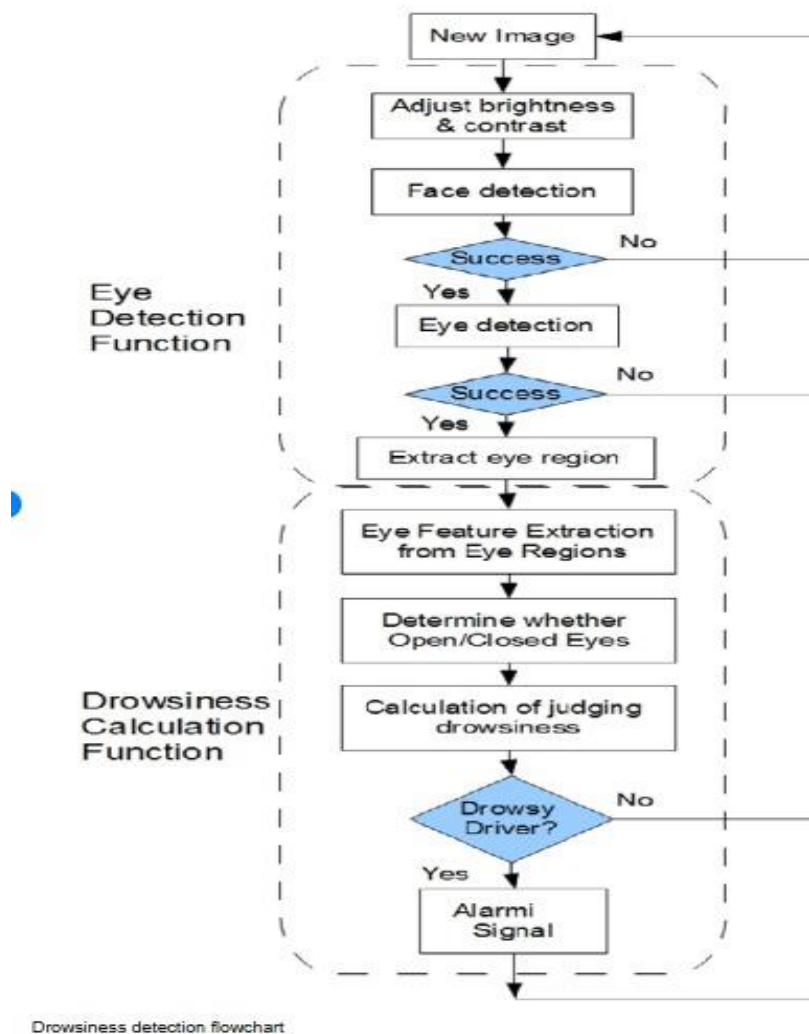 New Image
Adjust brightness
& contrast
Face detection
Success
No
Yes
Eye
Detection
Function
Eye detection
Success
No
Yes
Extract eye region
Eye Feature Extraction
from Eye Regions
Determine whether
Open/Closed Eyes
Drowsiness
Calculation
Function
Calculation of judging
drowsiness
Drowsy
Driver?
No
Yes
Alarmi
Signal
Drowsiness detection flowchart